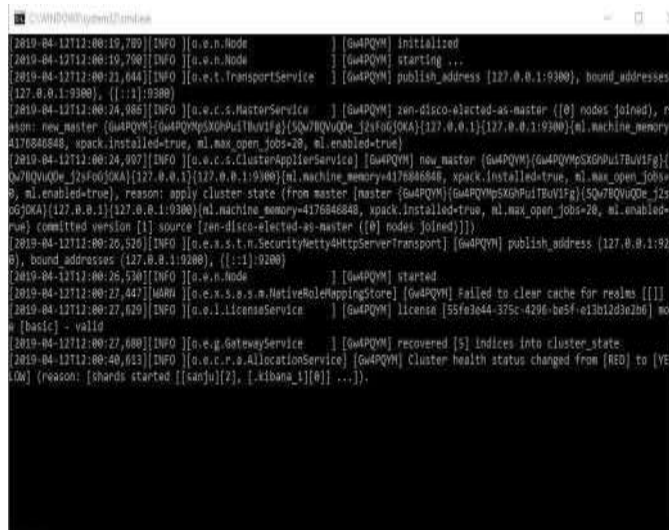 C:\WINDOWS\system32\cmd.exe
[2019-04-12T12:00:19,789][INFO ][o.e.n.Node               ] [Gw4PQYM] initialized
[2019-04-12T12:00:19,790][INFO ][o.e.n.Node               ] [Gw4PQYM] starting ...
[2019-04-12T12:00:21,644][INFO ][o.e.t.TransportService   ] [Gw4PQYM] publish_address {127.0.0.1:9300}, bound_addresses
{127.0.0.1:9300}, {[::1]:9300}
[2019-04-12T12:00:24,986][INFO ][o.e.c.s.MasterService    ] [Gw4PQYM] zen-disco-elected-as-master ([0] nodes joined), r
ason: new_master {Gw4PQYM}{Gw4PQYMpSXGhPuiTBuV1Fg}{SQw7BQVuQDe_j2sFoGjOKA}{127.0.0.1}{127.0.0.1:9300}{ml.machine_memory
4176846848, xpack.installed=true, ml.max_open_jobs=20, ml.enabled=true}
[2019-04-12T12:00:24,997][INFO ][o.e.c.s.ClusterApplierService] [Gw4PQYM] new_master {Gw4PQYM}{Gw4PQYMpSXGhPuiTBuV1Fg}{
Qw7BQVuQDe_j2sFoGjOKA}{127.0.0.1}{127.0.0.1:9300}{ml.machine_memory=4176846848, xpack.installed=true, ml.max_open_jobs=
0, ml.enabled=true}, reason: apply cluster state (from master [master {Gw4PQYM}{Gw4PQYMpSXGhPuiTBuV1Fg}{SQw7BQVuQDe_j2s
oGjOKA}{127.0.0.1}{127.0.0.1:9300}{ml.machine_memory=4176846848, xpack.installed=true, ml.max_open_jobs=20, ml.enabled=
rue} committed version [1] source [zen-disco-elected-as-master ([0] nodes joined)]])
[2019-04-12T12:00:26,526][INFO ][o.e.x.s.t.n.SecurityNetty4HttpServerTransport] [Gw4PQYM] publish_address {127.0.0.1:92
0}, bound_addresses {127.0.0.1:9200}, {[::1]:9200}
[2019-04-12T12:00:26,530][INFO ][o.e.n.Node               ] [Gw4PQYM] started
[2019-04-12T12:00:27,447][WARN ][o.e.x.s.a.s.m.NativeRoleMappingStore] [Gw4PQYM] Failed to clear cache for realms [[]]
[2019-04-12T12:00:27,629][INFO ][o.e.l.LicenseService     ] [Gw4PQYM] license [55fe3e44-375c-4296-be5f-e13b12d3e2b6] mo
e [basic] - valid
[2019-04-12T12:00:27,680][INFO ][o.e.g.GatewayService     ] [Gw4PQYM] recovered [5] indices into cluster_state
[2019-04-12T12:00:40,613][INFO ][o.e.c.r.a.AllocationService] [Gw4PQYM] Cluster health status changed from [RED] to [YE
LOW] (reason: [shards started [[sanju][2], [.kibana_1][0]] ...]).